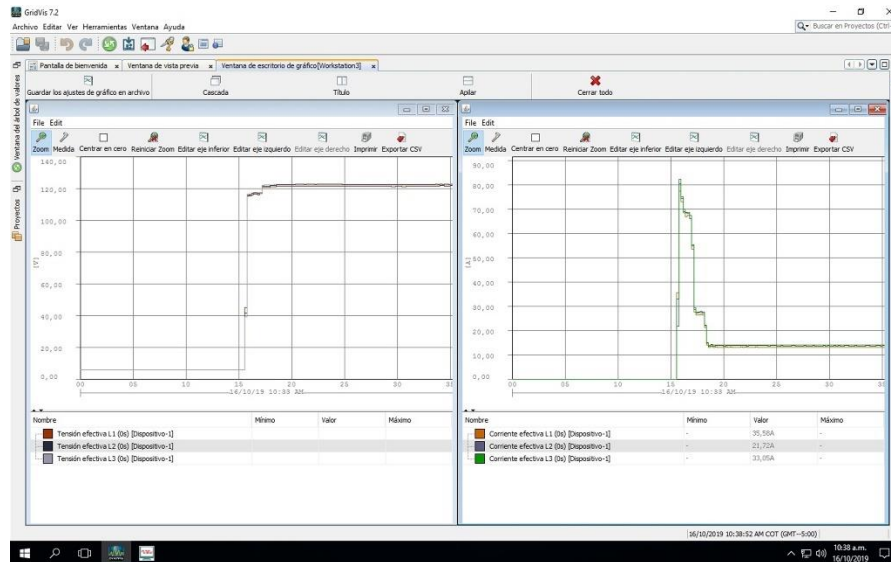 GridVis 7.2
Archivo Editar Ver Herramientas Ventana Ayuda
Buscar en Proyectos (Ctrl
Pantalla de bienvenida x Ventana de vista previa x Ventana de escritorio de gráfico[Workstation3] x
Guardar los ajustes de gráfico en archivo Cascada Título Apilar Cerrar todo
Ventana del árbol de valores
Proyectos
File Edit
Zoom Medida Centrar en cero Reiniciar Zoom Editar eje inferior Editar eje izquierdo Editar eje derecho Imprimir Exportar CSV
140,00
120,00
100,00
80,00
[V]
60,00
40,00
20,00
0,00
00 05 10 15 20 25 30
16/10/19 10:33 AM
Nombre Mínimo Valor Máximo
Tensión efectiva L1 (0s) [Dispositivo-1]
Tensión efectiva L2 (0s) [Dispositivo-1]
Tensión efectiva L3 (0s) [Dispositivo-1]
File Edit
Zoom Medida Centrar en cero Reiniciar Zoom Editar eje inferior Editar eje izquierdo Editar eje derecho Imprimir Exportar CSV
90,00
80,00
70,00
60,00
50,00
[A]
40,00
30,00
20,00
10,00
0,00
00 05 10 15 20 25 30
16/10/19 10:33 AM
Nombre Mínimo Valor Máximo
Corriente efectiva L1 (0s) [Dispositivo-1] - 35,58A -
Corriente efectiva L2 (0s) [Dispositivo-1] - 21,72A -
Corriente efectiva L3 (0s) [Dispositivo-1] - 33,05A -
16/10/2019 10:38:52 AM COT (GMT-5:00)
10:38 a.m.
16/10/2019